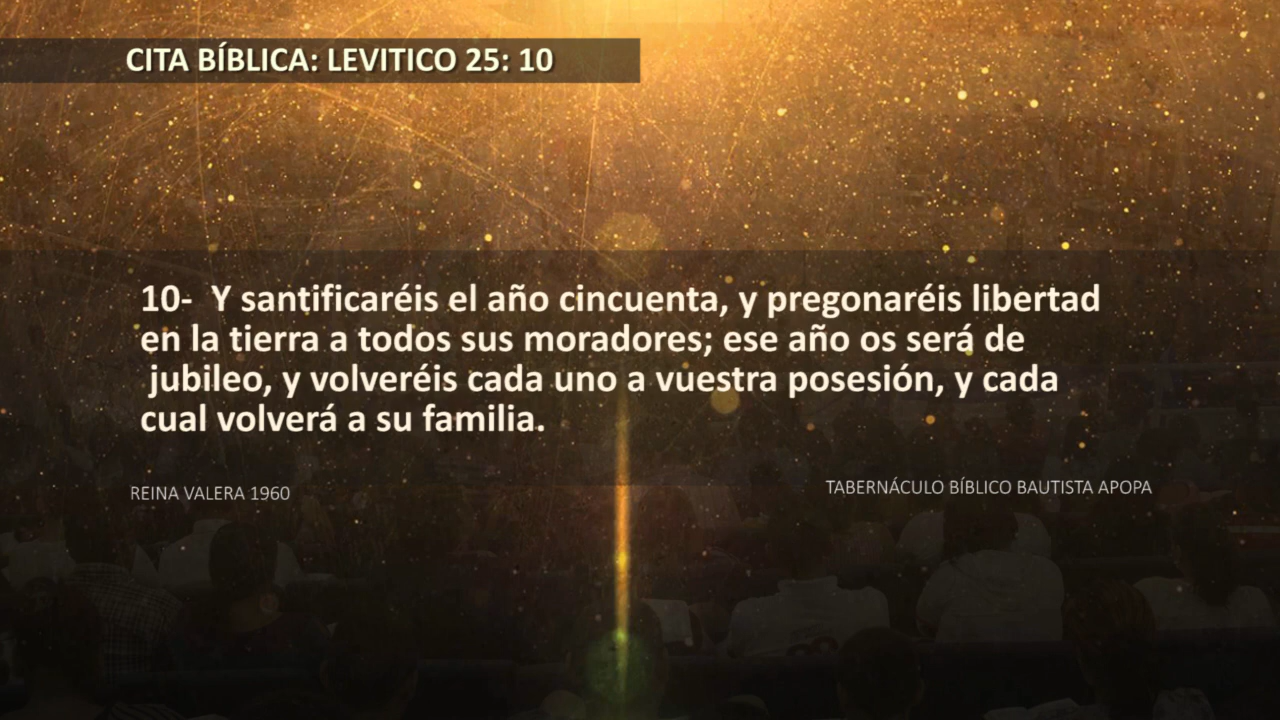 CITA BÍBLICA: LEVITICO 25: 10
10- Y santificaréis el año cincuenta, y pregonaréis libertad
en la tierra a todos sus moradores; ese año os será de
jubileo, y volveréis cada uno a vuestra posesión, y cada
cual volverá a su familia.
REINA VALERA 1960
TABERNÁCULO BÍBLICO BAUTISTA APOPA